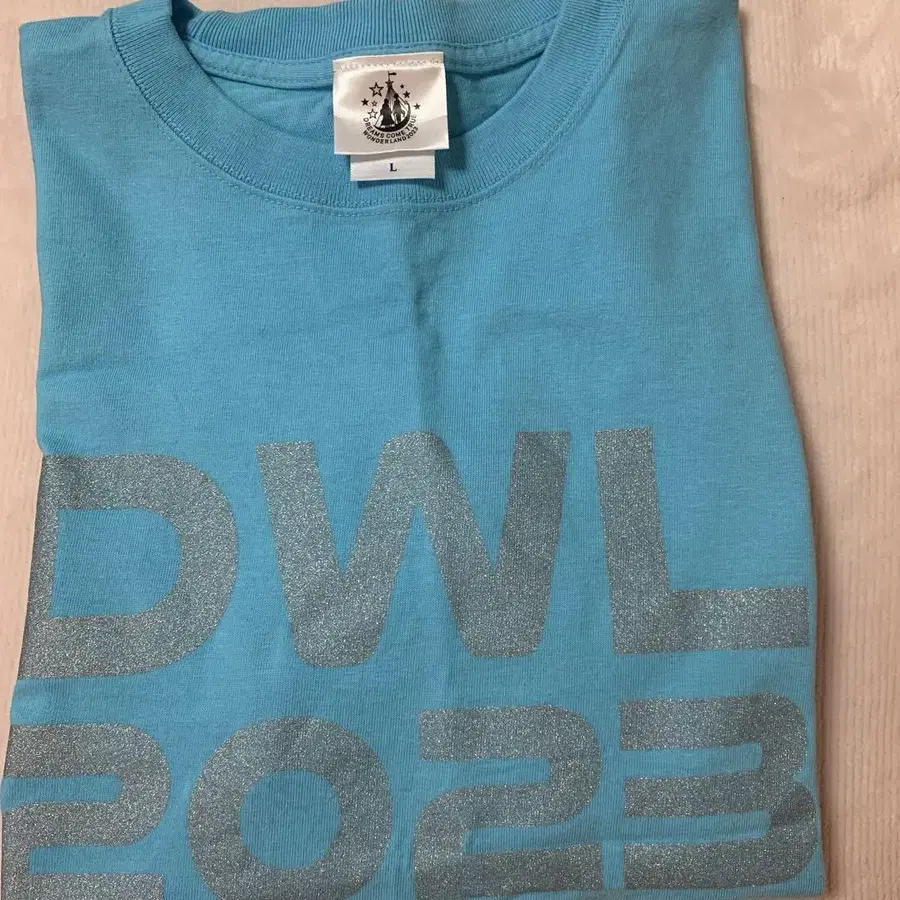 DREAMS COME TRUE
WONDERLAND 2023
L
DWL
2023